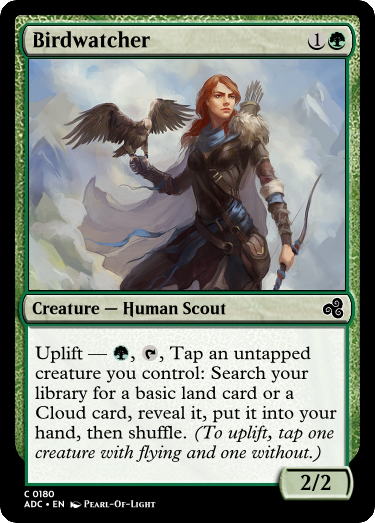 Birdwatcher 1
Creature — Human Scout
Uplift — , , Tap an untapped
creature you control: Search your
library for a basic land card or a
Cloud card, reveal it, put it into your
hand, then shuffle. (To uplift, tap one
creature with flying and one without.)
2/2
C 0180
ADC • EN Pearl-Of-Light